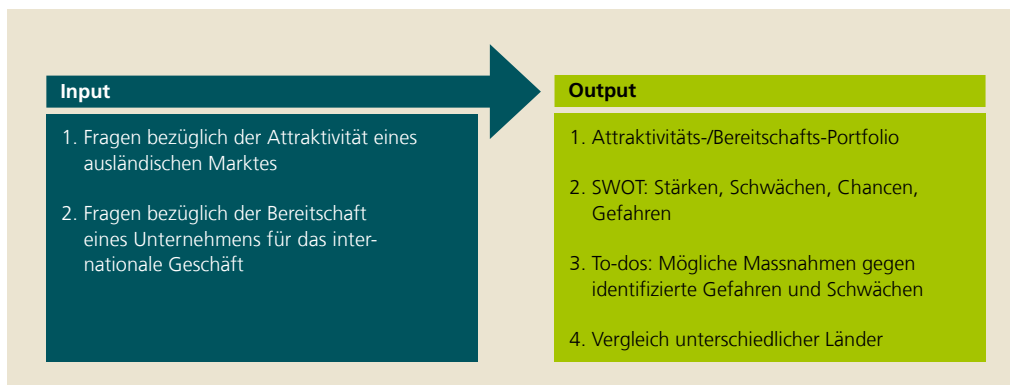 Input
1. Fragen bezüglich der Attraktivität eines
ausländischen Marktes
2. Fragen bezüglich der Bereitschaft
eines Unternehmens für das inter-
nationale Geschäft
Output
1. Attraktivitäts-/Bereitschafts-Portfolio
2. SWOT: Stärken, Schwächen, Chancen,
Gefahren
3. To-dos: Mögliche Massnahmen gegen
identifizierte Gefahren und Schwächen
4. Vergleich unterschiedlicher Länder